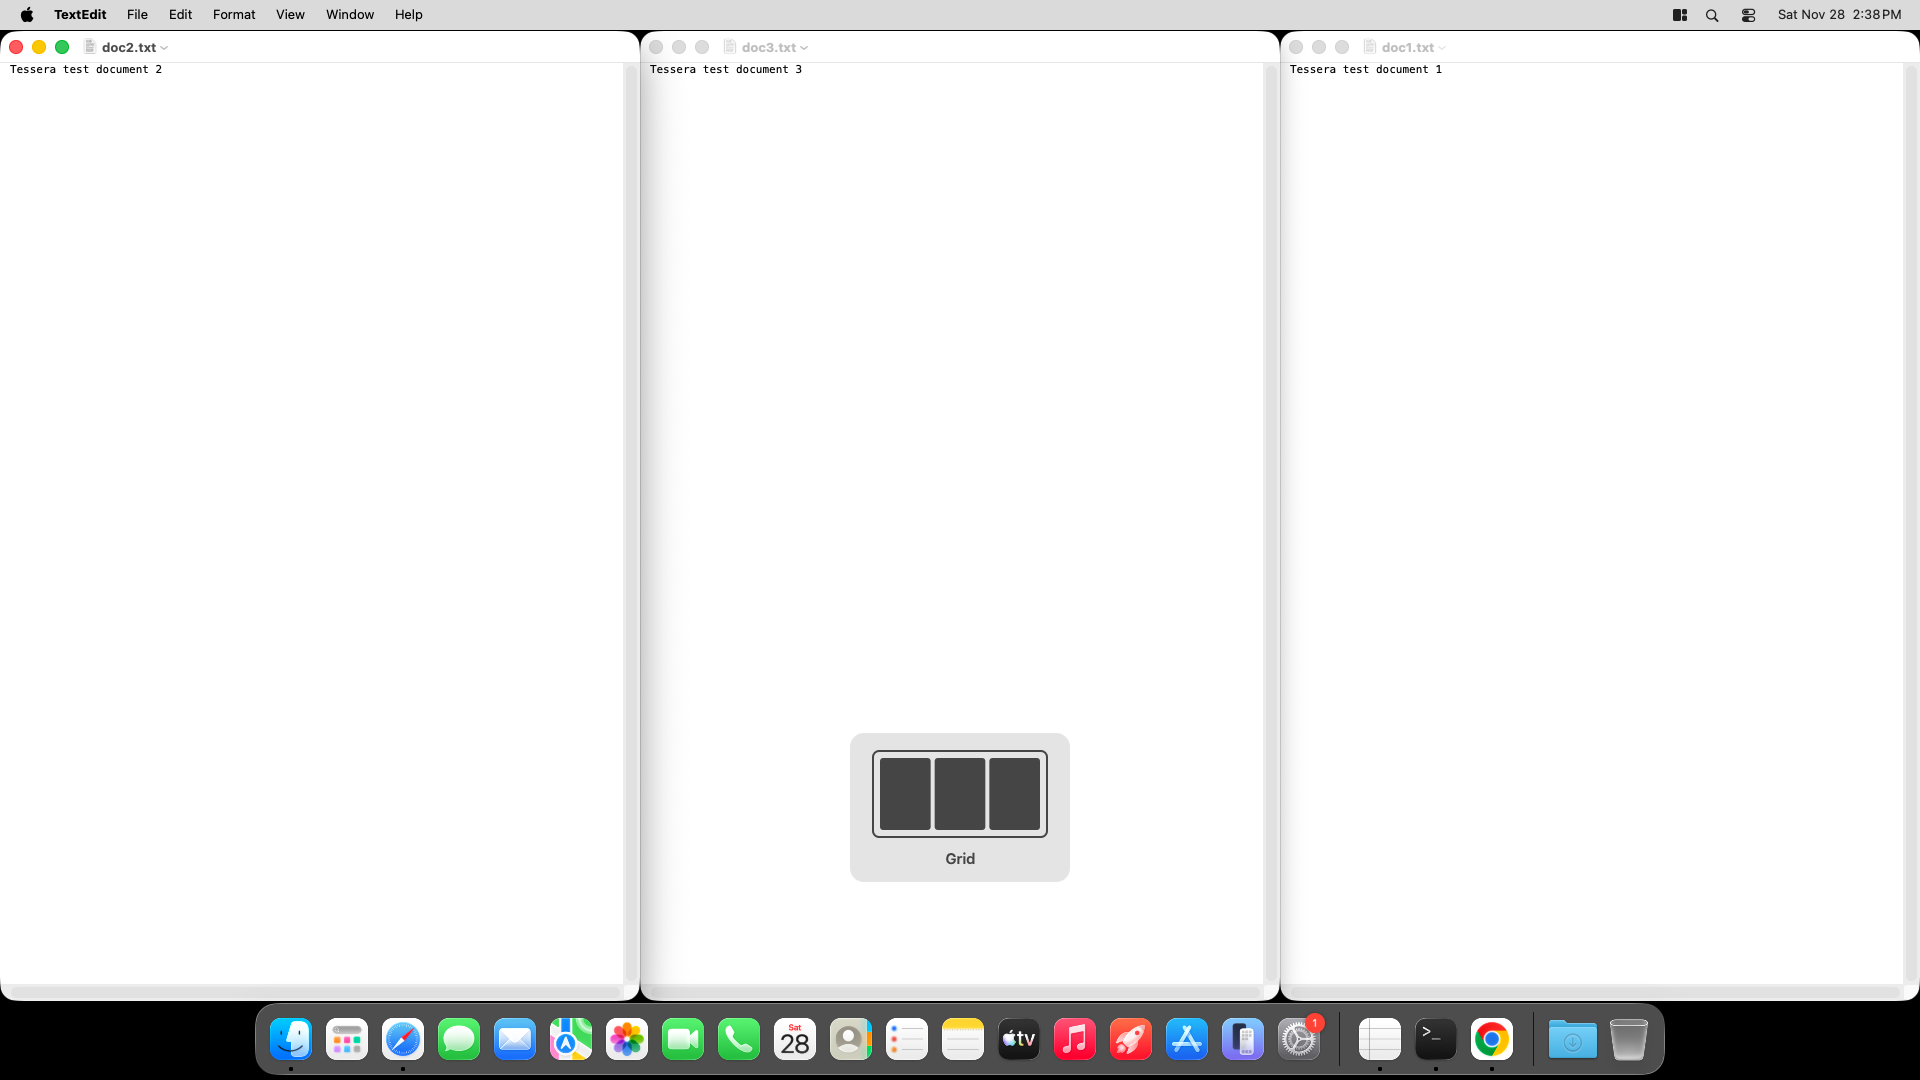 TextEdit File Edit Format View Window Help Sat Nov 28 2:38 PM
doc2.txt
Tessera test document 2
doc3.txt
Tessera test document 3
doc1.txt
Tessera test document 1
Grid
Sat
28
tv
1
>_